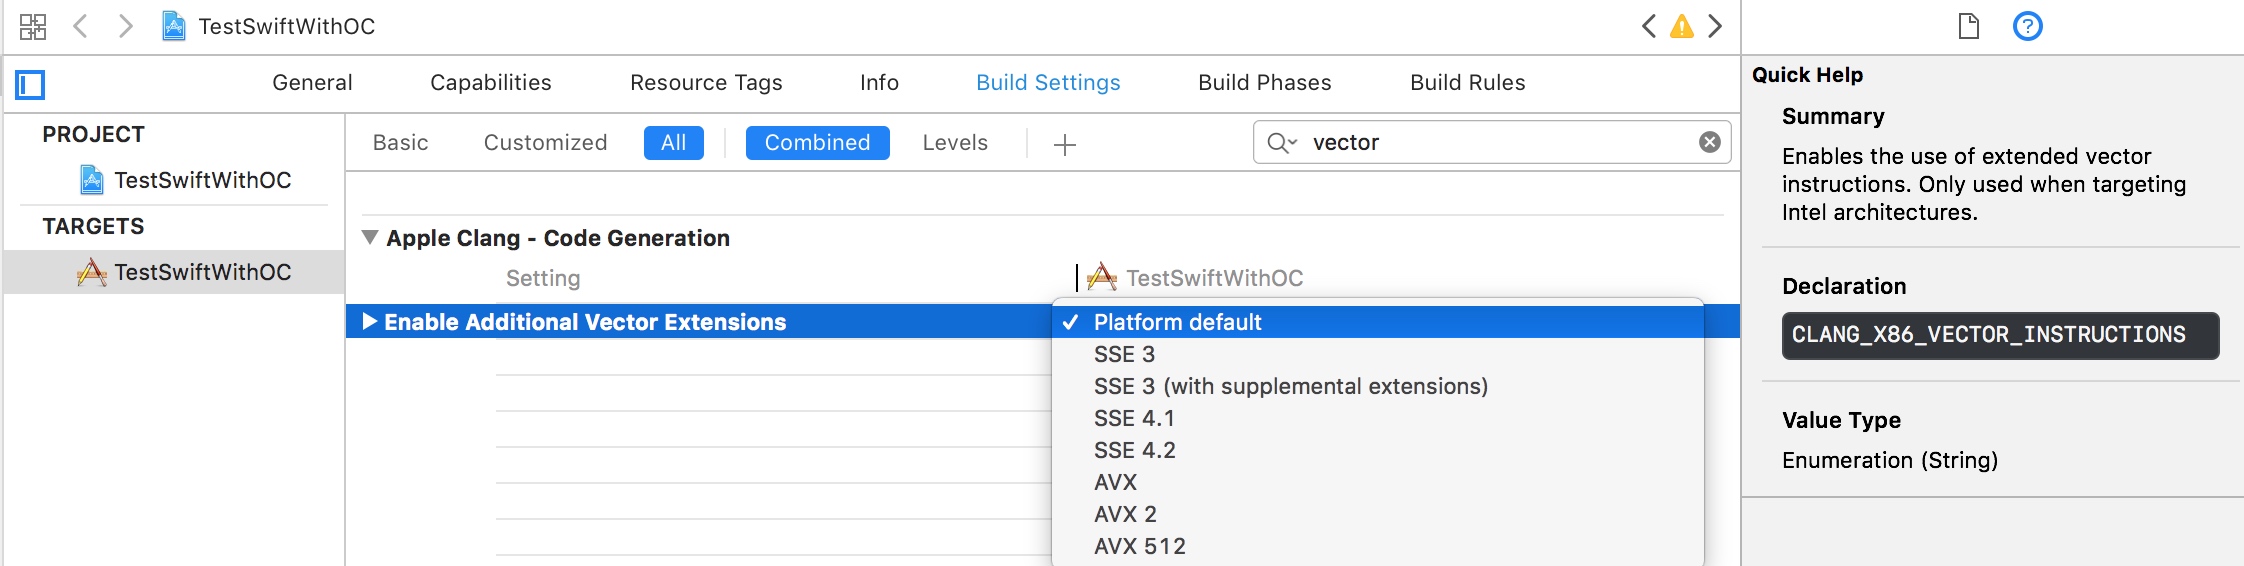 TestSwiftWithOC
General Capabilities Resource Tags Info Build Settings Build Phases Build Rules
PROJECT
TestSwiftWithOC
TARGETS
TestSwiftWithOC
Basic Customized All Combined Levels
vector
Apple Clang - Code Generation
Setting TestSwiftWithOC
Enable Additional Vector Extensions
Platform default
SSE 3
SSE 3 (with supplemental extensions)
SSE 4.1
SSE 4.2
AVX
AVX 2
AVX 512
Quick Help
Summary
Enables the use of extended vector
instructions. Only used when targeting
Intel architectures.
Declaration
CLANG_X86_VECTOR_INSTRUCTIONS
Value Type
Enumeration (String)